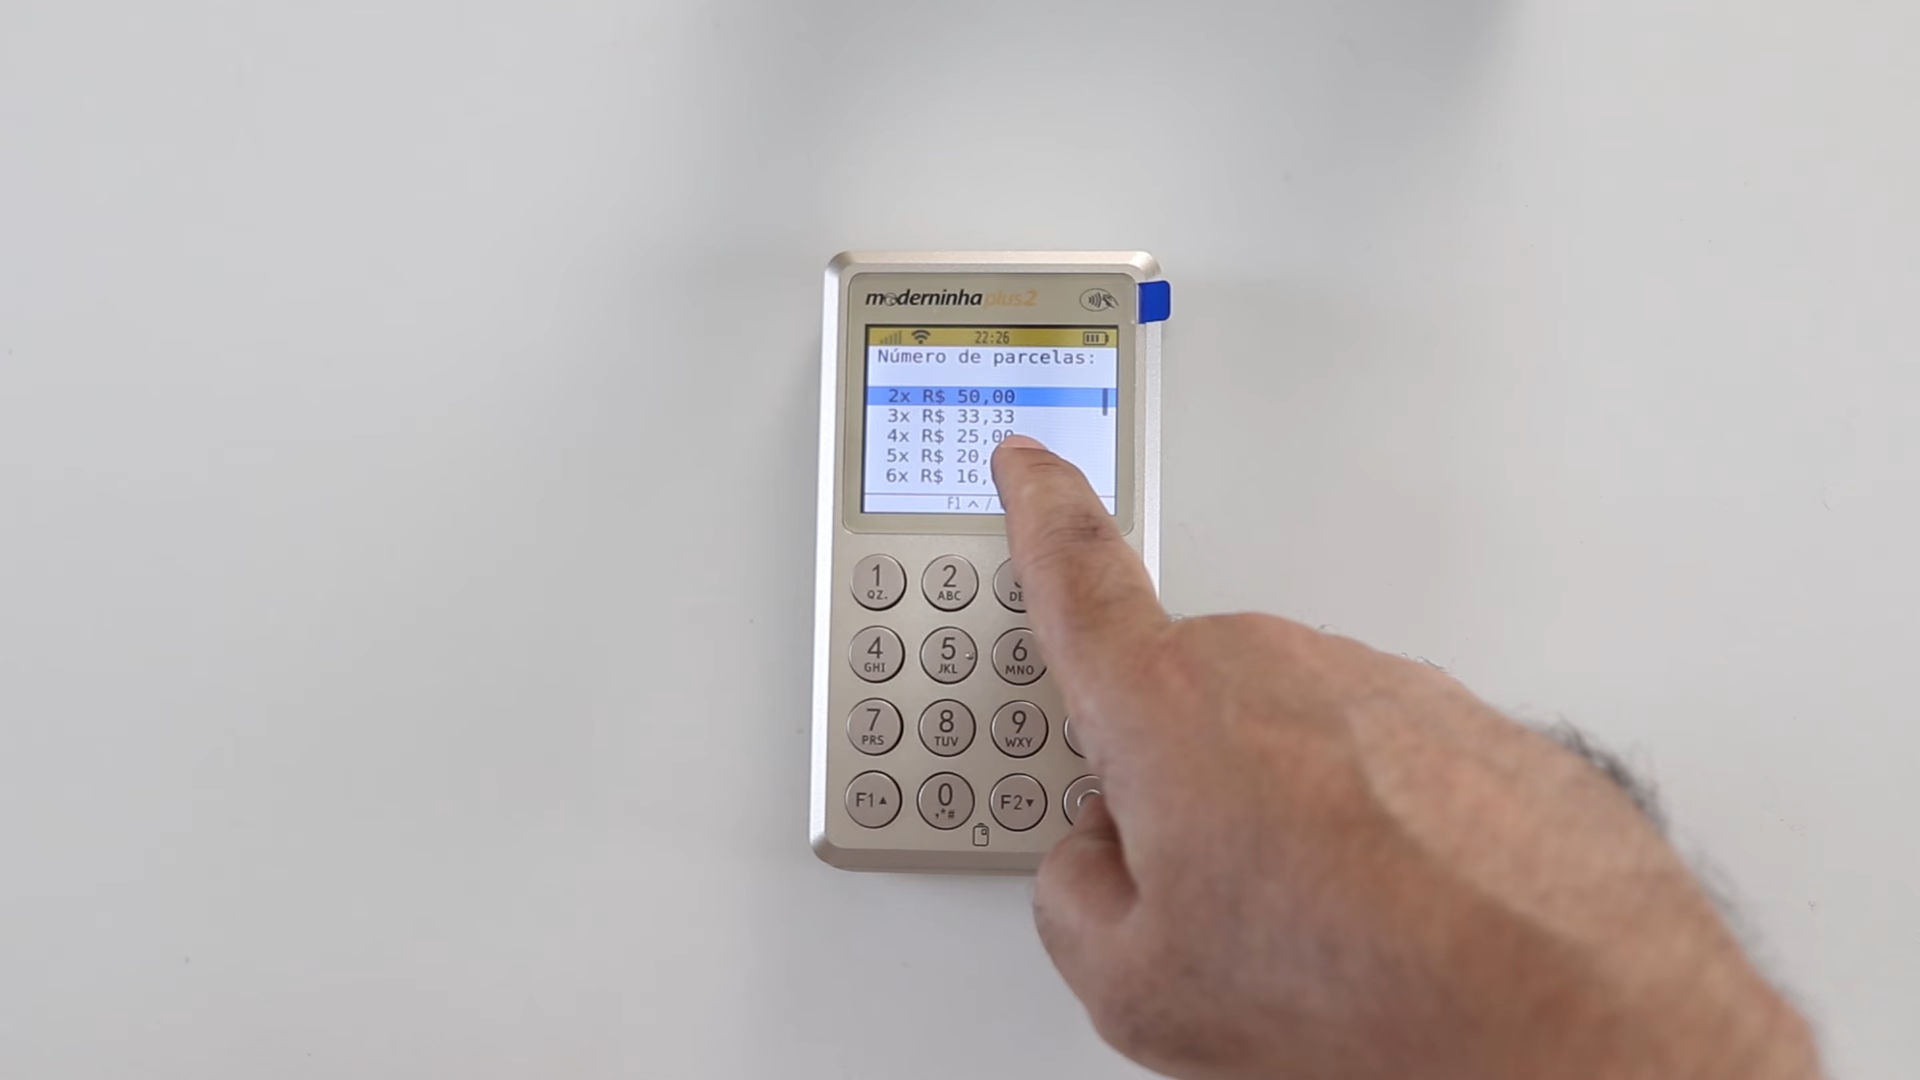 moderninha plus2
22:26
Número de parcelas:
2x R$ 50,00
3x R$ 33,33
4x R$ 25,00
5x R$ 20,
6x R$ 16,
F1 ^ /
1 QZ.
2 ABC
4 GHI
5 JKL
6 MNO
7 PRS
8 TUV
9 WXY
F1▲
0 ,*#
F2▼